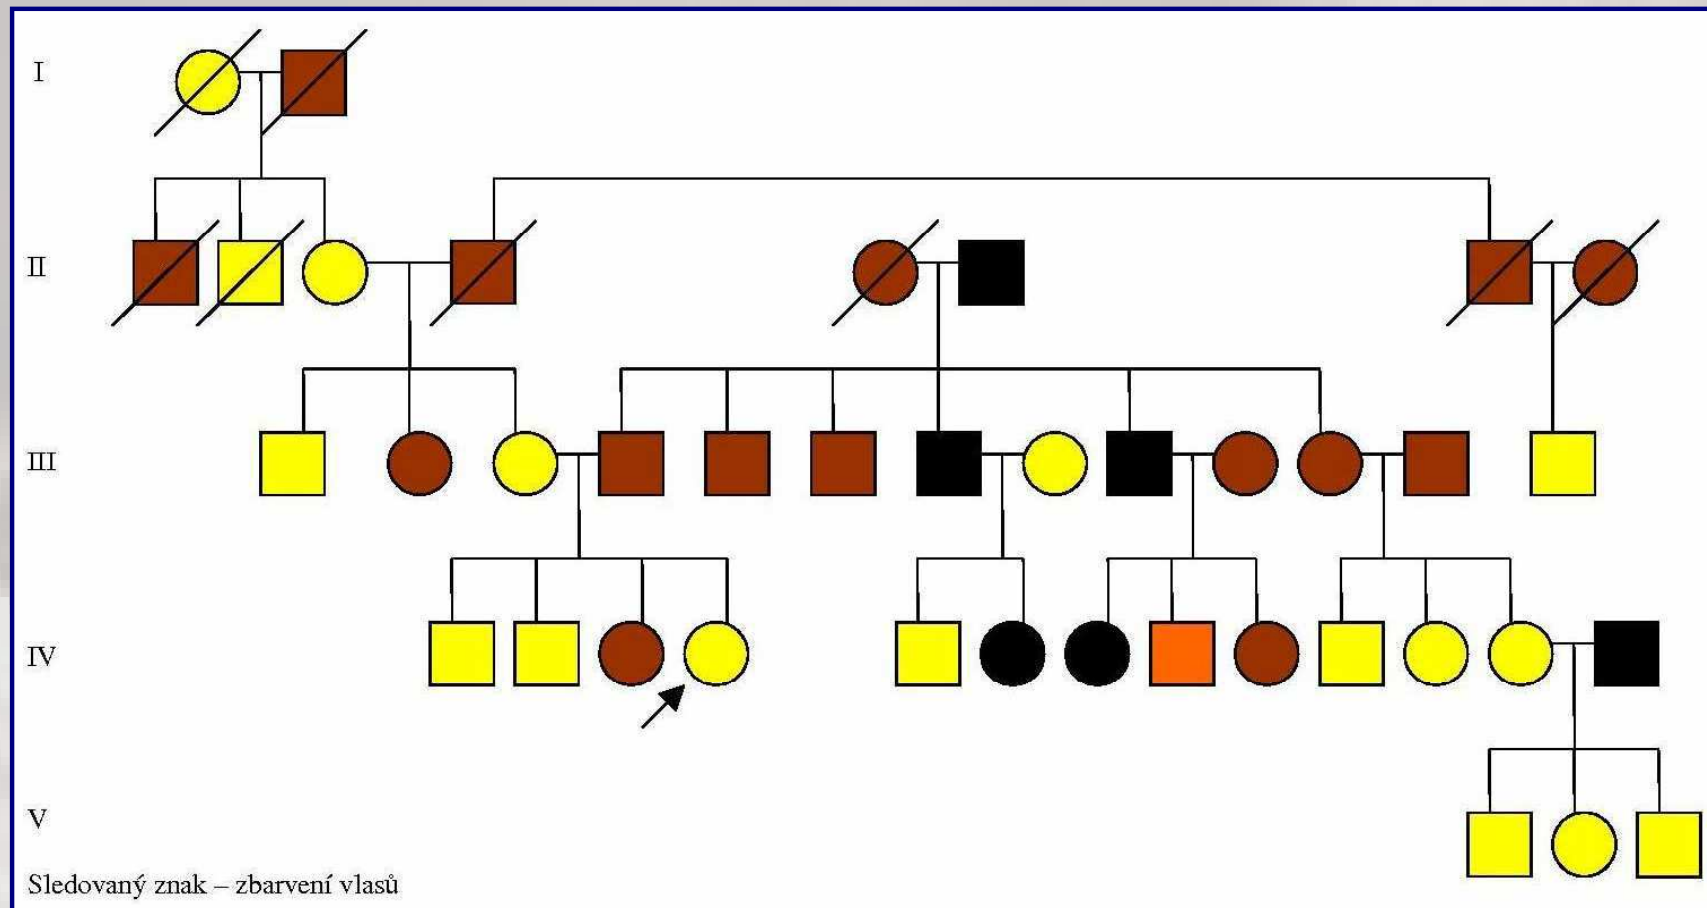 I
II
III
IV
V
Sledovaný znak – zbarvení vlasů